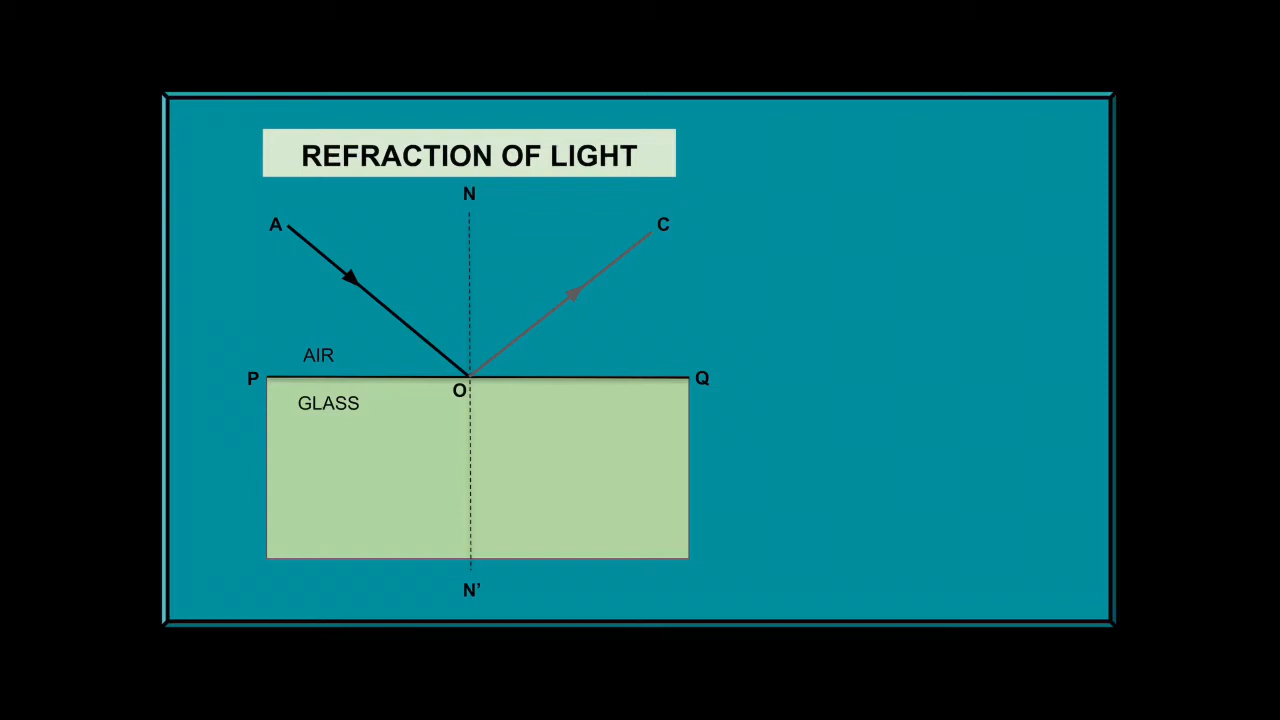 REFRACTION OF LIGHT
N
A
C
AIR
P
Q
O
GLASS
N’